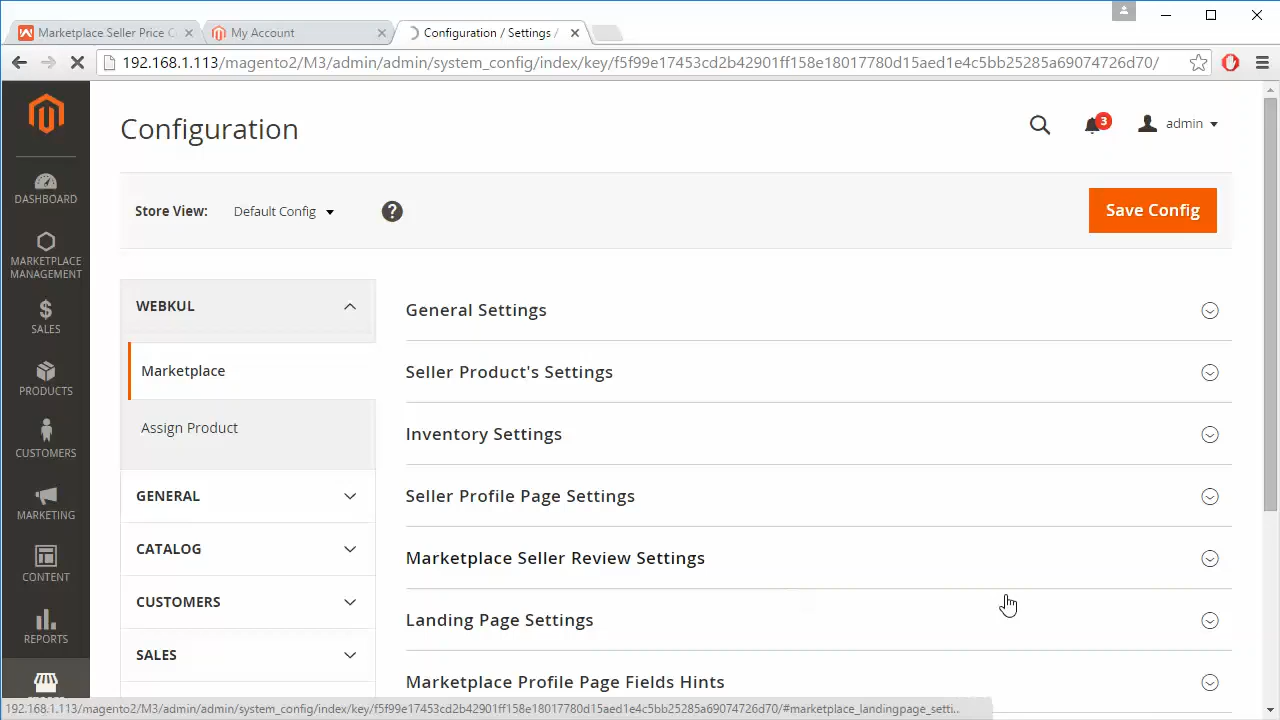 Marketplace Seller Price C
My Account
Configuration / Settings /
192.168.1.113/magento2/M3/admin/admin/system_config/index/key/f5f99e17453cd2b42901ff158e18017780d15aed1e4c5bb25285a69074726d70/
Configuration
3
admin
Store View:
Default Config
?
Save Config
DASHBOARD
MARKETPLACE
MANAGEMENT
SALES
PRODUCTS
CUSTOMERS
MARKETING
CONTENT
REPORTS
WEBKUL
Marketplace
Assign Product
GENERAL
CATALOG
CUSTOMERS
SALES
General Settings
Seller Product's Settings
Inventory Settings
Seller Profile Page Settings
Marketplace Seller Review Settings
Landing Page Settings
Marketplace Profile Page Fields Hints
192.168.1.113/magento2/M3/admin/admin/system_config/index/key/f5f99e17453cd2b42901ff158e18017780d15aed1e4c5bb25285a69074726d70/#marketplace_landingpage_setti...